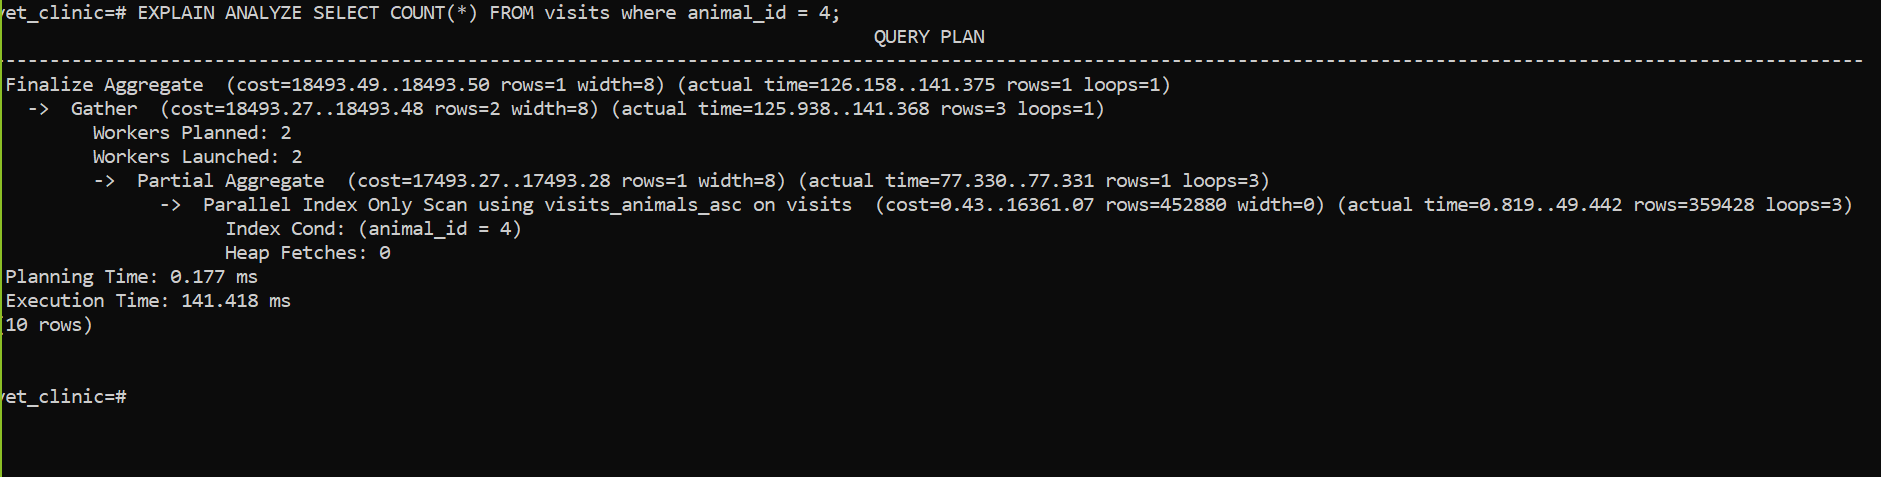 vet_clinic=# EXPLAIN ANALYZE SELECT COUNT(*) FROM visits where animal_id = 4;
QUERY PLAN
-----------------------------------------------------------------------------------------------------------------------------------------------------------------------
Finalize Aggregate  (cost=18493.49..18493.50 rows=1 width=8) (actual time=126.158..141.375 rows=1 loops=1)
  ->  Gather  (cost=18493.27..18493.48 rows=2 width=8) (actual time=125.938..141.368 rows=3 loops=1)
        Workers Planned: 2
        Workers Launched: 2
        ->  Partial Aggregate  (cost=17493.27..17493.28 rows=1 width=8) (actual time=77.330..77.331 rows=1 loops=3)
              ->  Parallel Index Only Scan using visits_animals_asc on visits  (cost=0.43..16361.07 rows=452880 width=0) (actual time=0.819..49.442 rows=359428 loops=3)
                    Index Cond: (animal_id = 4)
                    Heap Fetches: 0
Planning Time: 0.177 ms
Execution Time: 141.418 ms
(10 rows)
vet_clinic=#